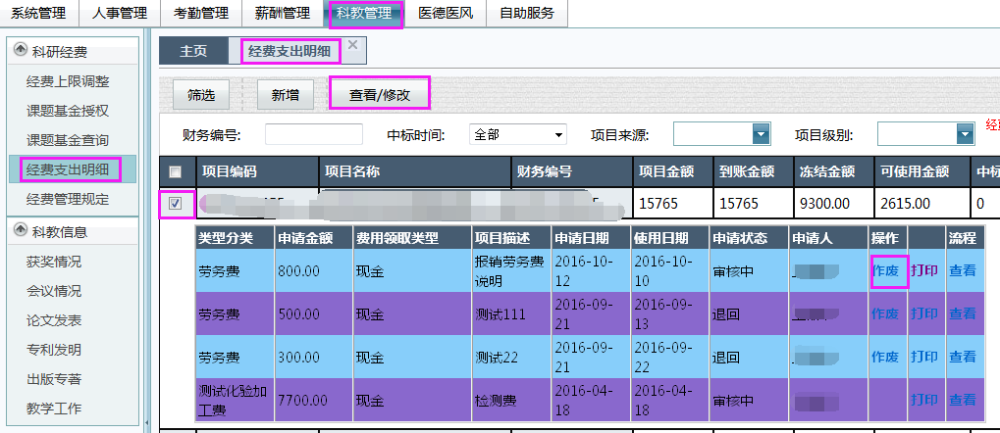 系统管理 人事管理 考勤管理 薪酬管理 科教管理 医德医风 自助服务
科研经费
经费上限调整
课题基金授权
课题基金查询
经费支出明细
经费管理规定
科教信息
获奖情况
会议情况
论文发表
专利发明
出版专著
教学工作
主页 经费支出明细
筛选 新增 查看/修改
财务编号: 中标时间: 全部 项目来源: 项目级别:
项目编码 项目名称 财务编号 项目金额 到账金额 冻结金额 可使用金额 中标
15765 15765 9300.00 2615.00 0
类型分类 申请金额 费用领取类型 项目描述 申请日期 使用日期 申请状态 申请人 操作 流程
劳务费 800.00 现金 报销劳务费说明 2016-10-12 2016-10-10 审核中 作废 打印 查看
劳务费 500.00 现金 测试111 2016-09-21 2016-09-13 退回 作废 打印 查看
劳务费 300.00 现金 测试22 2016-09-21 2016-09-22 退回 作废 打印 查看
测试化验加工费 7700.00 现金 检测费 2016-04-18 2016-04-18 审核中 打印 查看